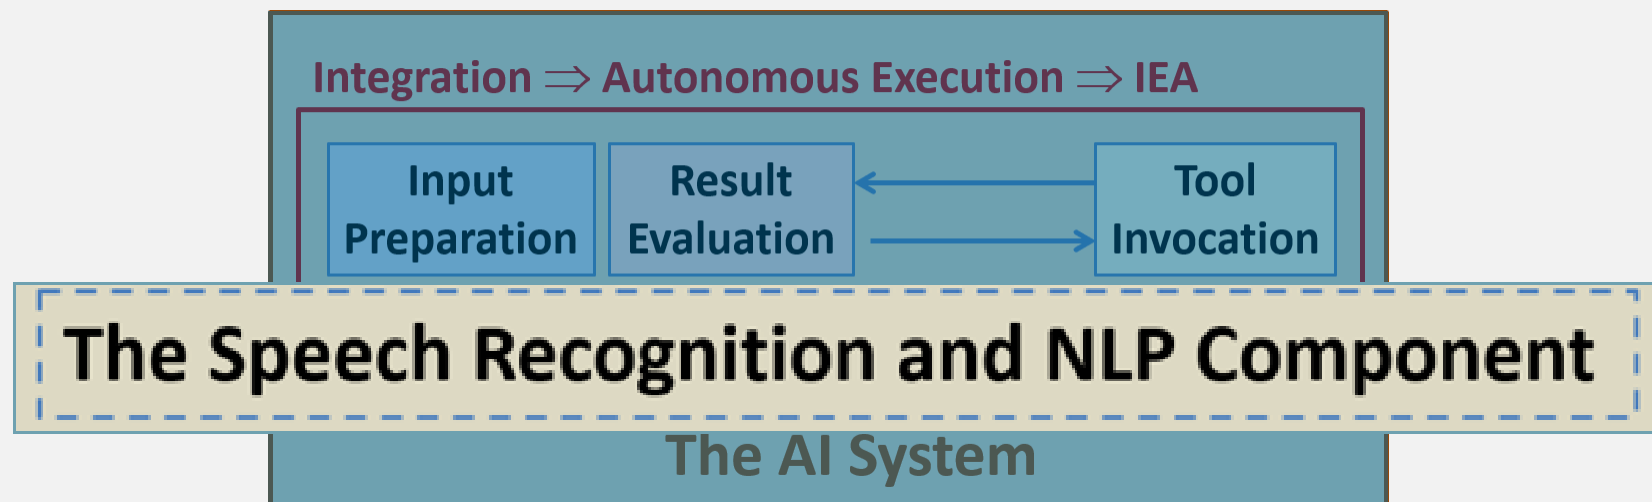 Integration ⇒ Autonomous Execution ⇒ IEA
Input
Preparation
Result
Evaluation
Tool
Invocation
The Speech Recognition and NLP Component
The AI System